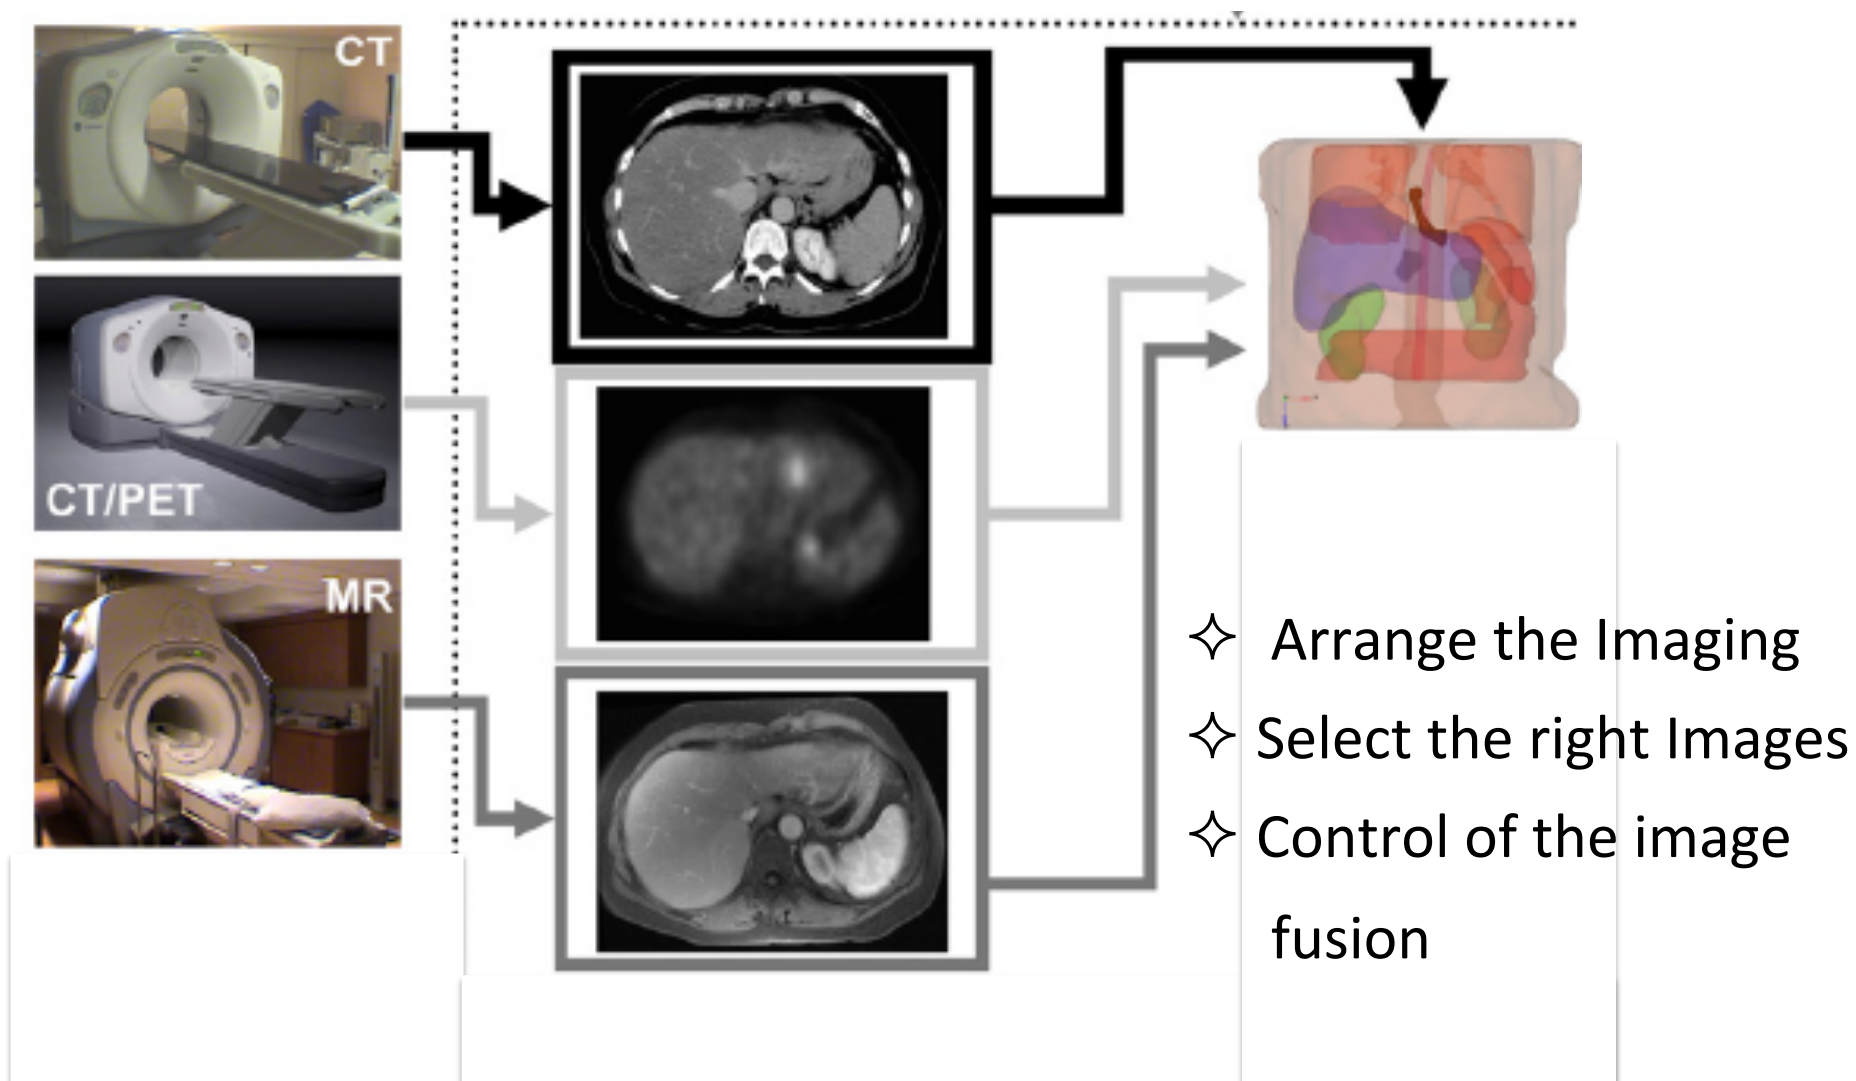 CT
CT/PET
MR
✧ Arrange the Imaging
✧ Select the right Images
✧ Control of the image
fusion